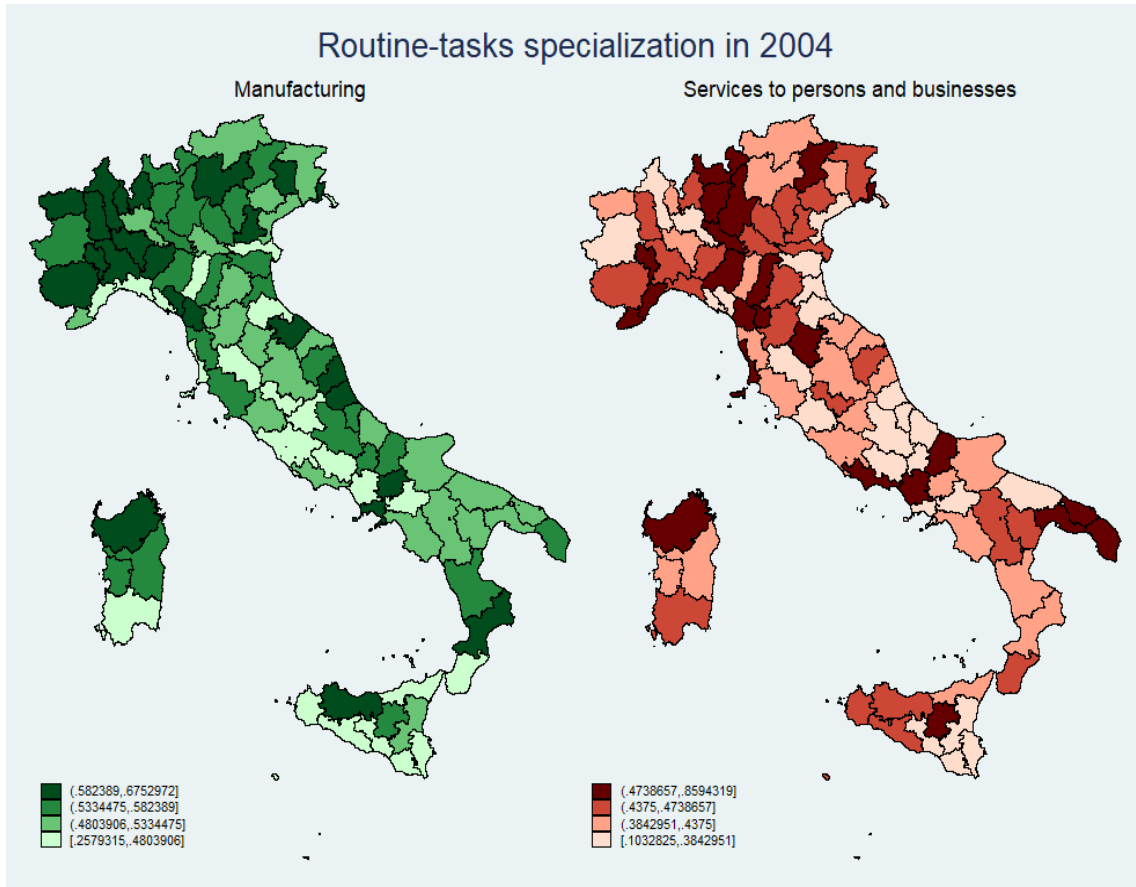 Routine-tasks specialization in 2004
Manufacturing
Services to persons and businesses
(.582389,.6752972]
(.5334475,.582389]
(.4803906,.5334475]
[.2579315,.4803906]
(.4738657,.8594319]
(.4375,.4738657]
(.3842951,.4375]
[.1032825,.3842951]